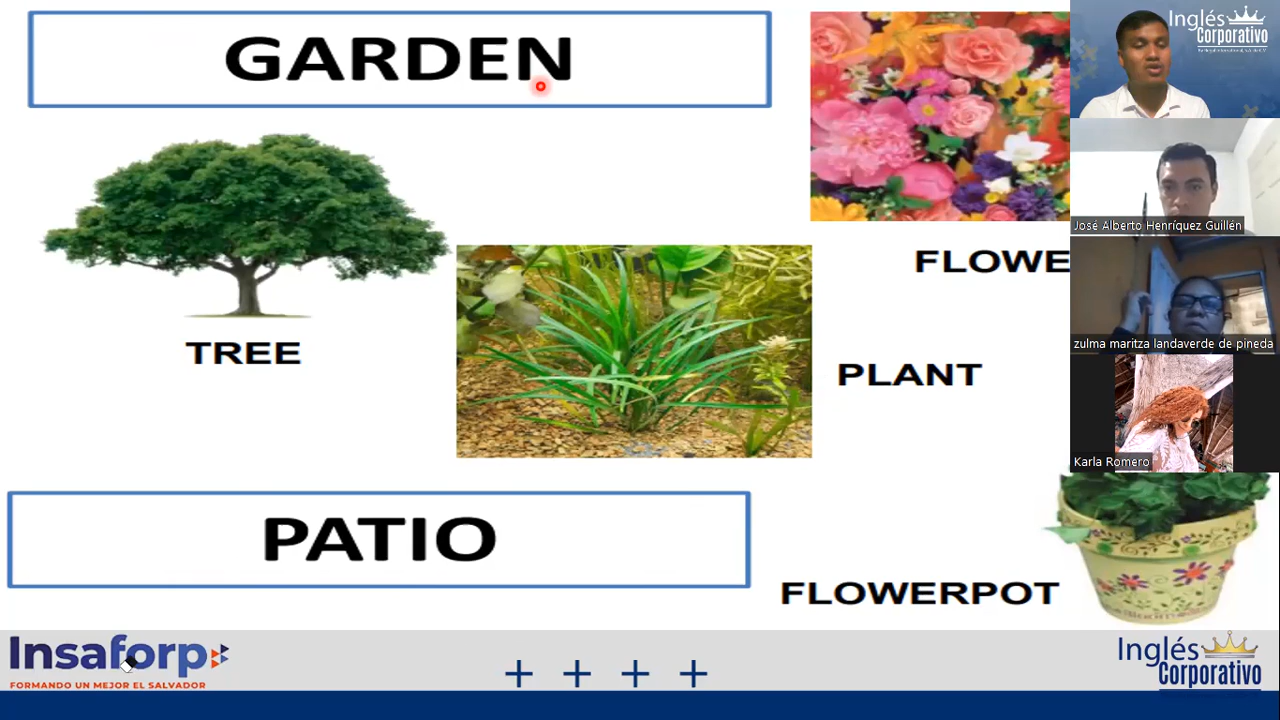 GARDEN
Inglés
Corporativo
José Alberto Henríquez Guillén
FLOWE
zulma maritza landaverde de pineda
TREE
PLANT
Karla Romero
PATIO
FLOWERPOT
Insaforp
FORMANDO UN MEJOR EL SALVADOR
Inglés
Corporativo